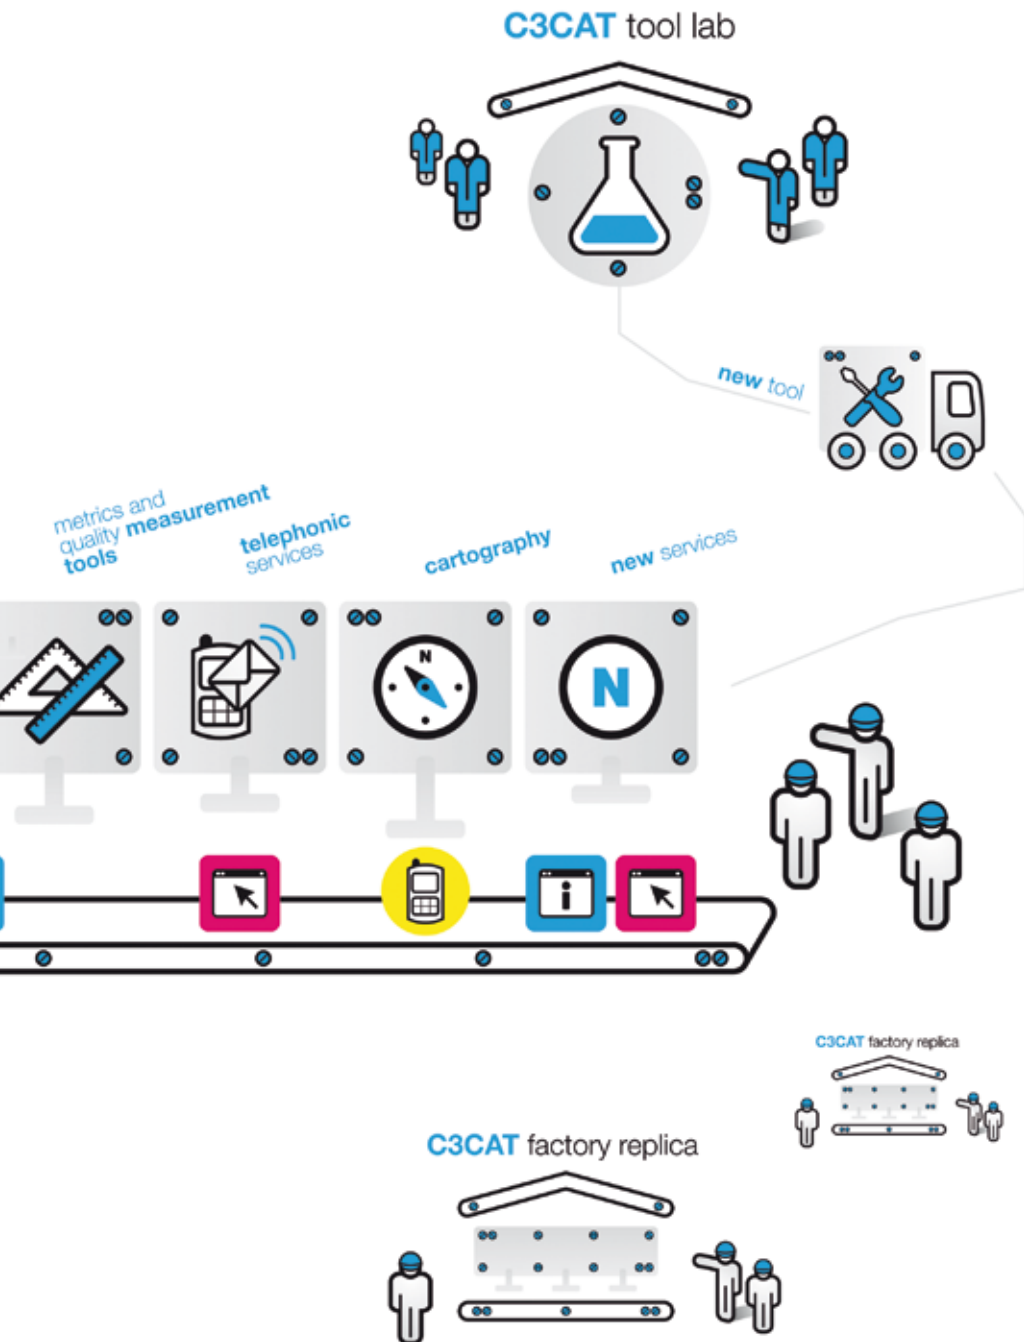 C3CAT tool lab
new tool
metrics and
quality measurement
tools
telephonic
services
cartography
new services
N
N
i
C3CAT factory replica
C3CAT factory replica